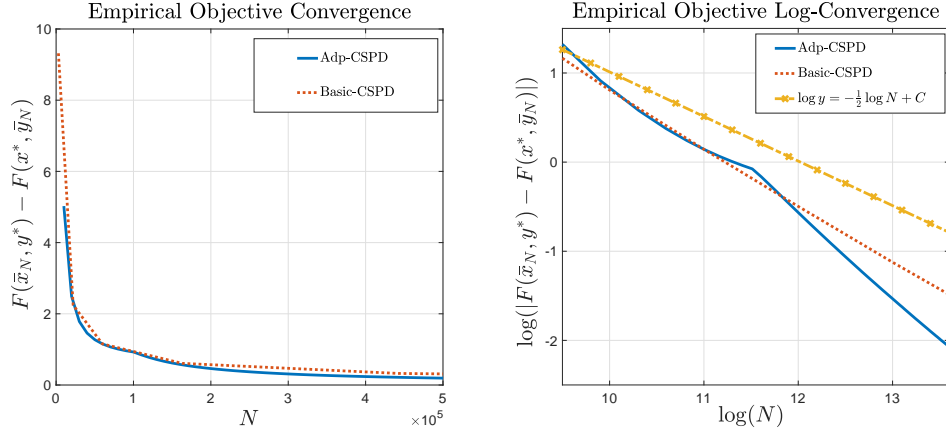 Empirical Objective Convergence
10
8
6
4
2
0
F(x̄_N, y*) − F(x*, ȳ_N)
Adp-CSPD
Basic-CSPD
0
1
2
3
4
5
×10⁵
N
Empirical Objective Log-Convergence
1
0
-1
-2
log(|F(x̄_N, y*) − F(x*, ȳ_N)|)
Adp-CSPD
Basic-CSPD
log y = −½ log N + C
10
11
12
13
log(N)